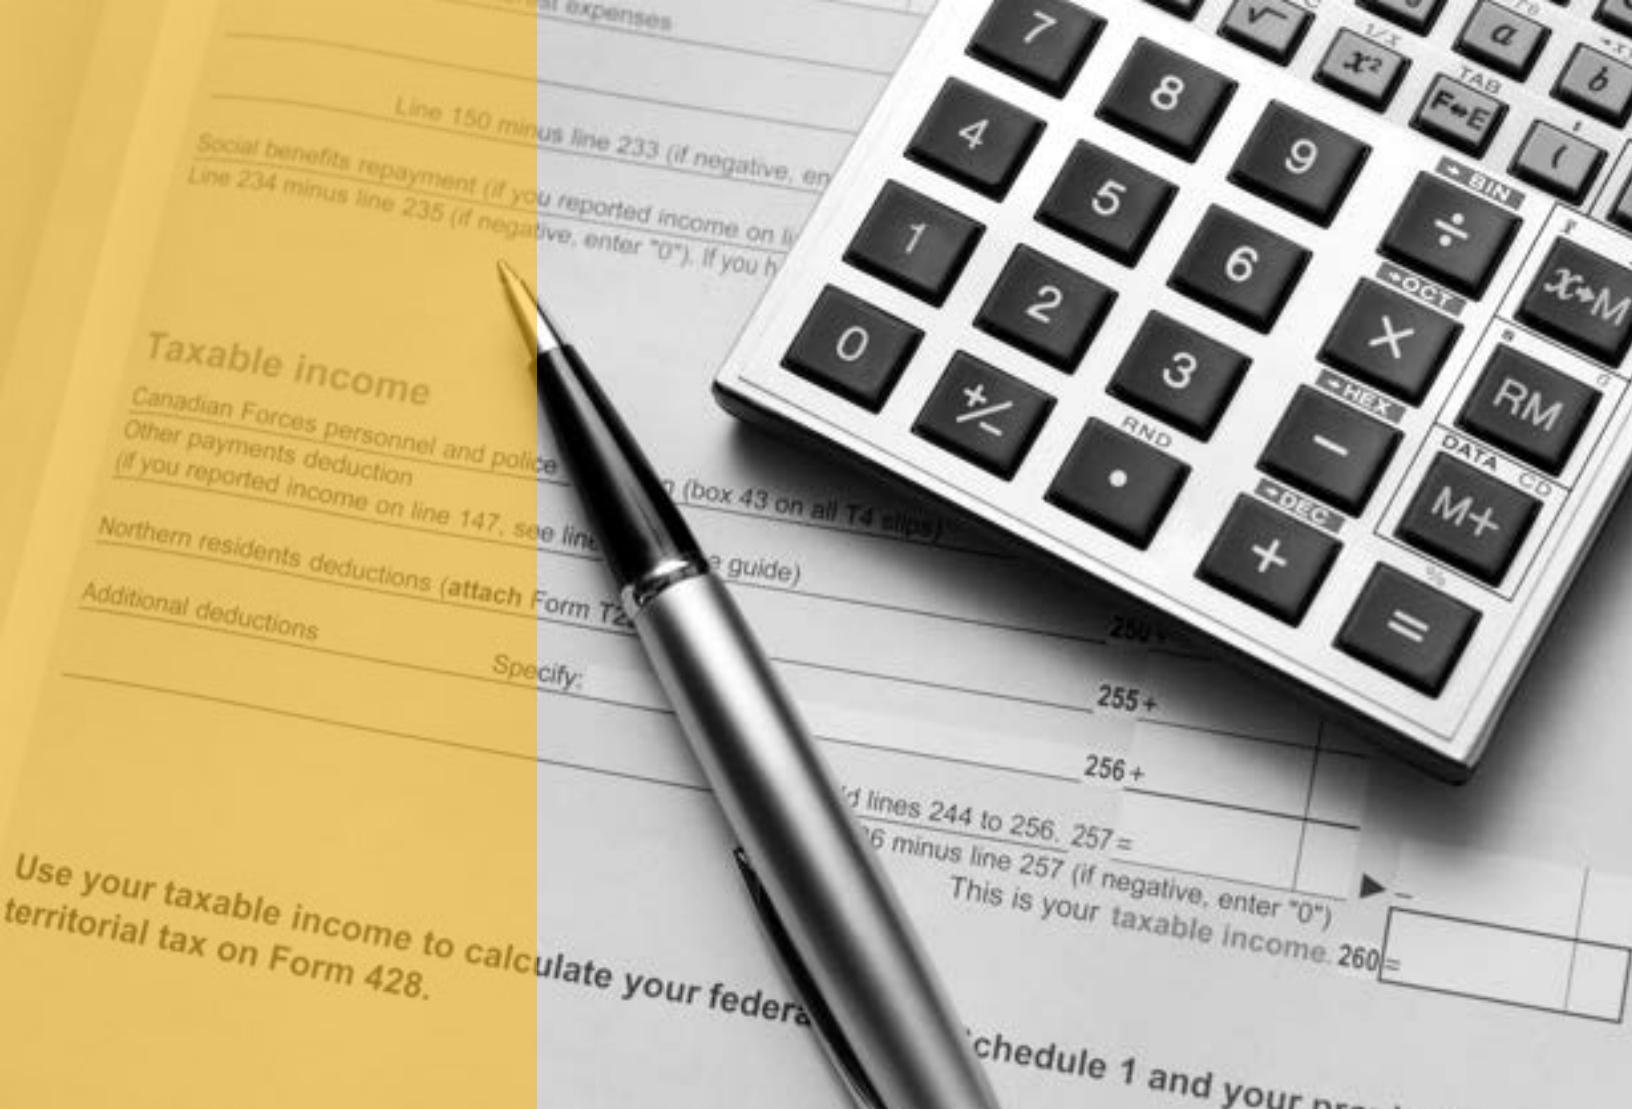 expenses
Line 150 minus line 233 (if negative, en
Social benefits repayment (if you reported income on li
Line 234 minus line 235 (if negative, enter "0"). If you h
Taxable income
Canadian Forces personnel and police (box 43 on all T4 slips)
Other payments deduction
(if you reported income on line 147, see line guide)
250+
Northern residents deductions (attach Form T2
255+
Additional deductions
Specify:
256+
lines 244 to 256. 257=
minus line 257 (if negative, enter "0")
This is your taxable income. 260=
Use your taxable income to calculate your federa chedule 1 and your pro
territorial tax on Form 428.
7 8 9 ÷ x→M
4 5 6 × RM
1 2 3 − M+
0 +/− . + =
√ x² F↔E (
a b
1/x
TAB
→BIN
→OCT
→HEX
→DEC
RND
DATA CD
%